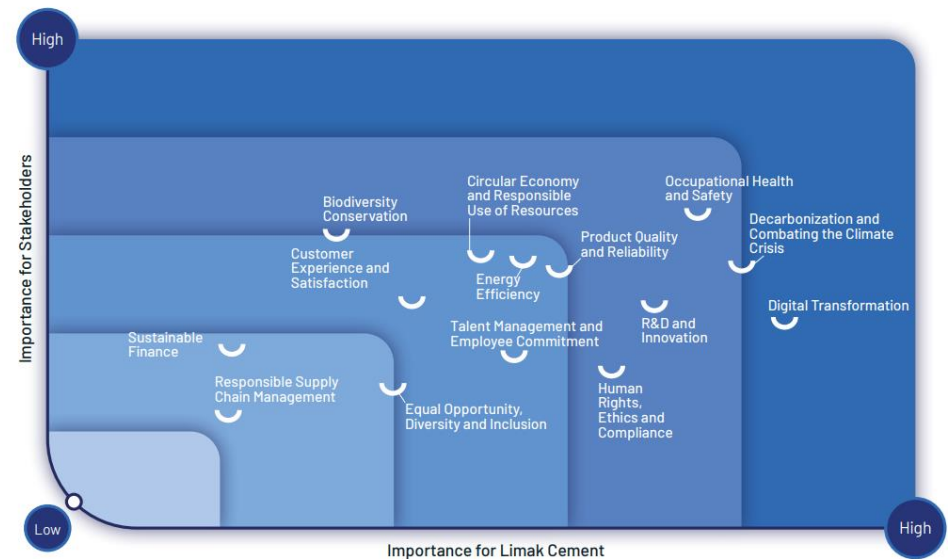 High
Importance for Stakeholders
Biodiversity
Conservation
Circular Economy
and Responsible
Use of Resources
Occupational Health
and Safety
Decarbonization and
Combating the Climate
Crisis
Customer
Experience and
Satisfaction
Energy
Efficiency
Product Quality
and Reliability
Digital Transformation
Sustainable
Finance
Talent Management and
Employee Commitment
R&D and
Innovation
Responsible Supply
Chain Management
Equal Opportunity,
Diversity and Inclusion
Human
Rights,
Ethics and
Compliance
Low
Importance for Limak Cement
High